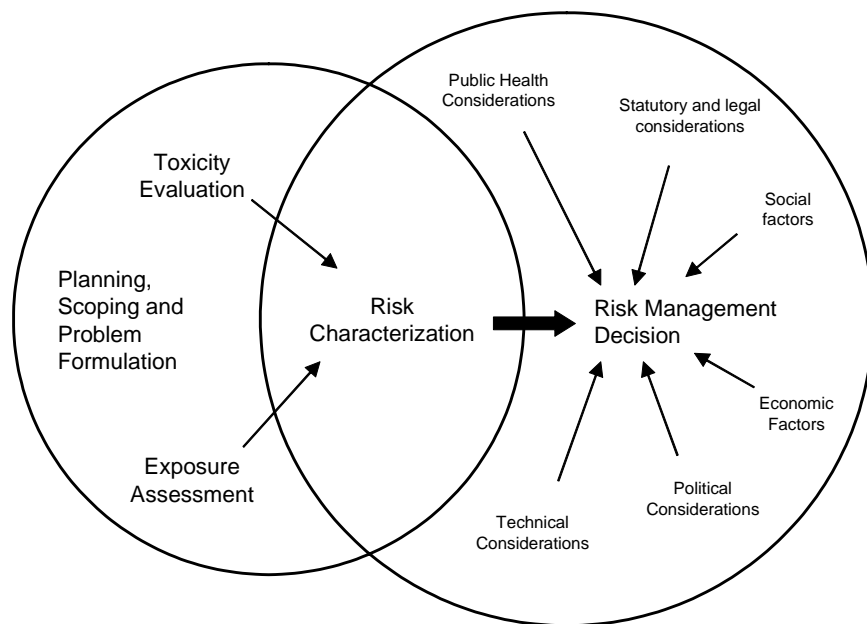 Public Health
Considerations
Statutory and legal
considerations
Toxicity
Evaluation
Social
factors
Planning,
Scoping and
Problem
Formulation
Risk
Characterization
Risk Management
Decision
Economic
Factors
Exposure
Assessment
Political
Considerations
Technical
Considerations